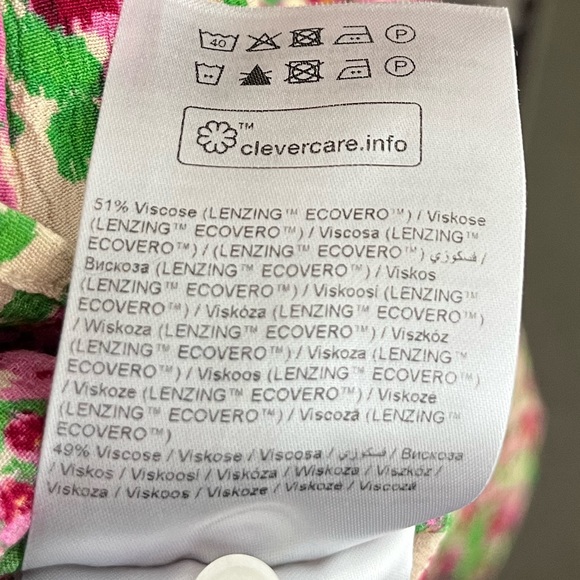 40 P
P
™
clevercare.info
51% Viscose (LENZING™ ECOVERO™) / Viskose
(LENZING™ ECOVERO™) / Viscosa (LENZING™
ECOVERO™) / (LENZING™ ECOVERO™) فسكوزي /
Вискоза (LENZING™ ECOVERO™) / Viskos
(LENZING™ ECOVERO™) / Viskoosi (LENZING™
ECOVERO™) / Viskóza (LENZING™ ECOVERO™)
/ Wiskoza (LENZING™ ECOVERO™) / Viszkóz
(LENZING™ ECOVERO™) / Viskoza (LENZING™
ECOVERO™) / Viskoos (LENZING™ ECOVERO™)
/ Viskoze (LENZING™ ECOVERO™) / Viskozė
(LENZING™ ECOVERO™) / Viscoză (LENZING™
ECOVERO™)
49% Viscose / Viskose / Viscosa / فسكوزي / Вискоза
/ Viskos / Viskoosi / Viskóza / Wiskoza / Viszkóz /
Viskoza / Viskoos / Viskoze / Viskozė / Viscoză